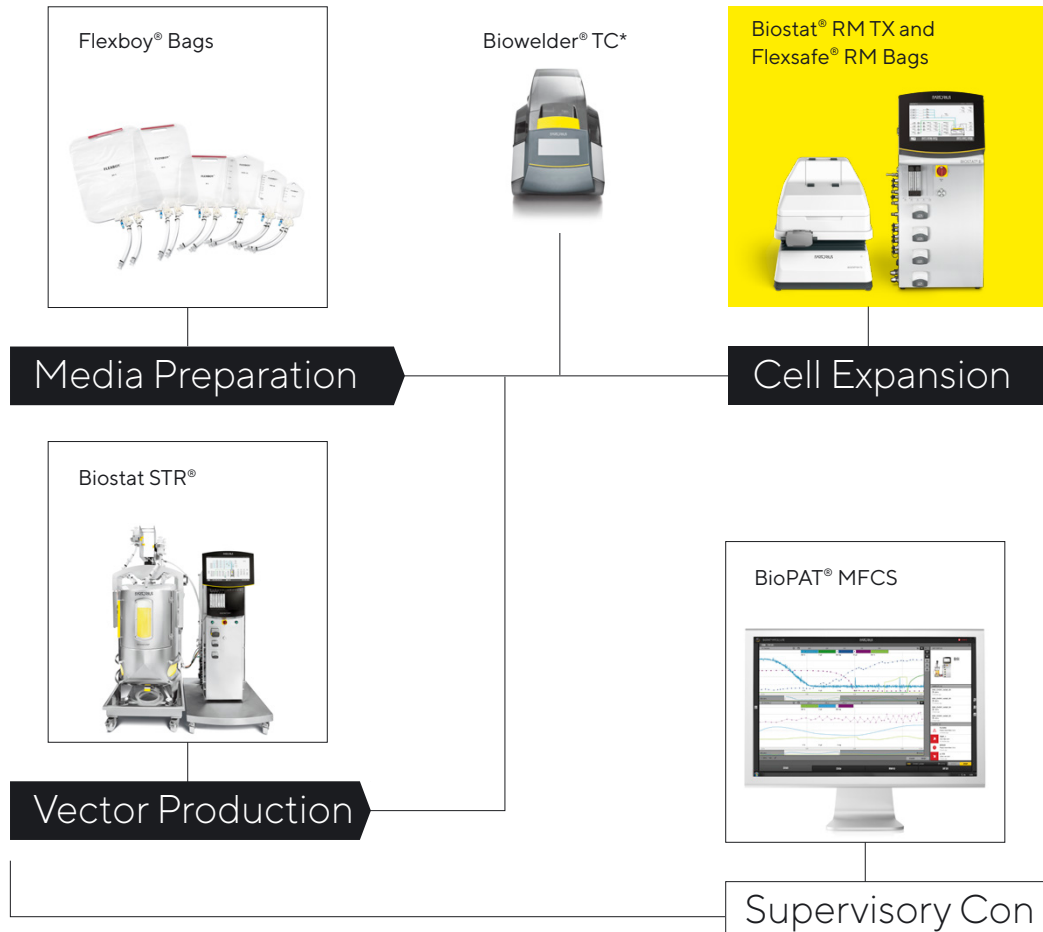 Flexboy® Bags
Biowelder® TC*
Biostat® RM TX and
Flexsafe® RM Bags
Media Preparation
Cell Expansion
Biostat STR®
BioPAT® MFCS
Vector Production
Supervisory Con